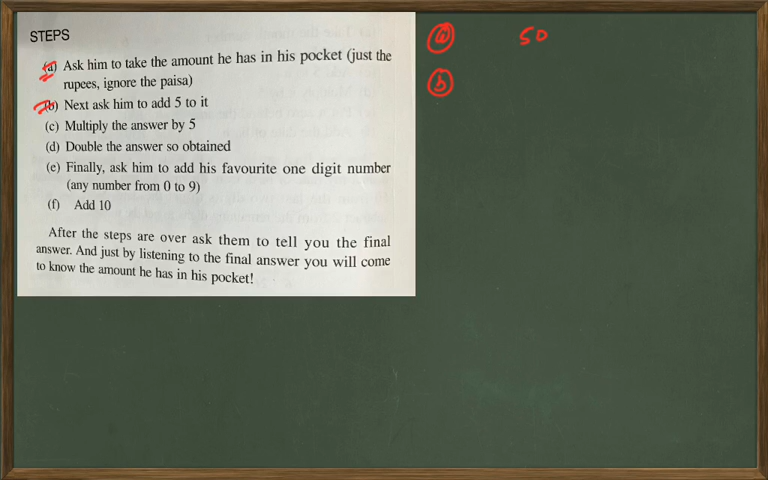 STEPS
(a) Ask him to take the amount he has in his pocket (just the
rupees, ignore the paisa)
(b) Next ask him to add 5 to it
(c) Multiply the answer by 5
(d) Double the answer so obtained
(e) Finally, ask him to add his favourite one digit number
(any number from 0 to 9)
(f) Add 10
After the steps are over ask them to tell you the final
answer. And just by listening to the final answer you will come
to know the amount he has in his pocket!
(a) 50
(b)